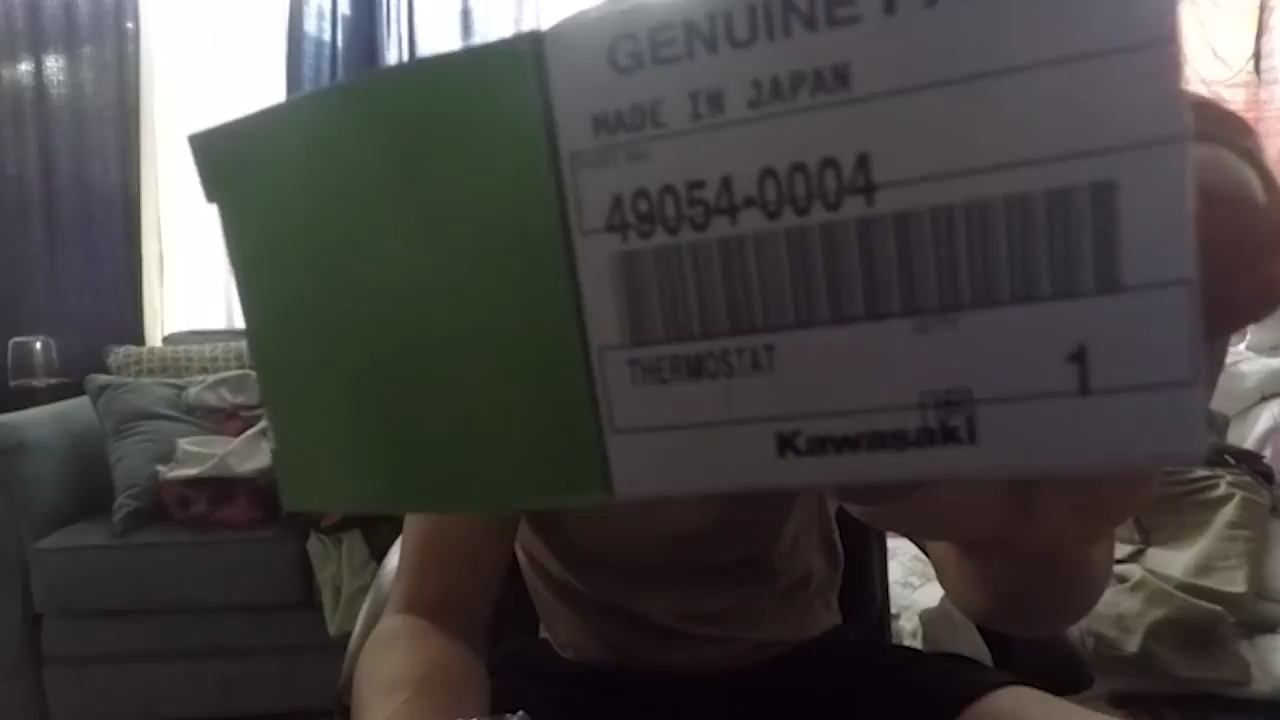 GENUINE
MADE IN JAPAN
49054-0004
THERMOSTAT
1
Kawasaki